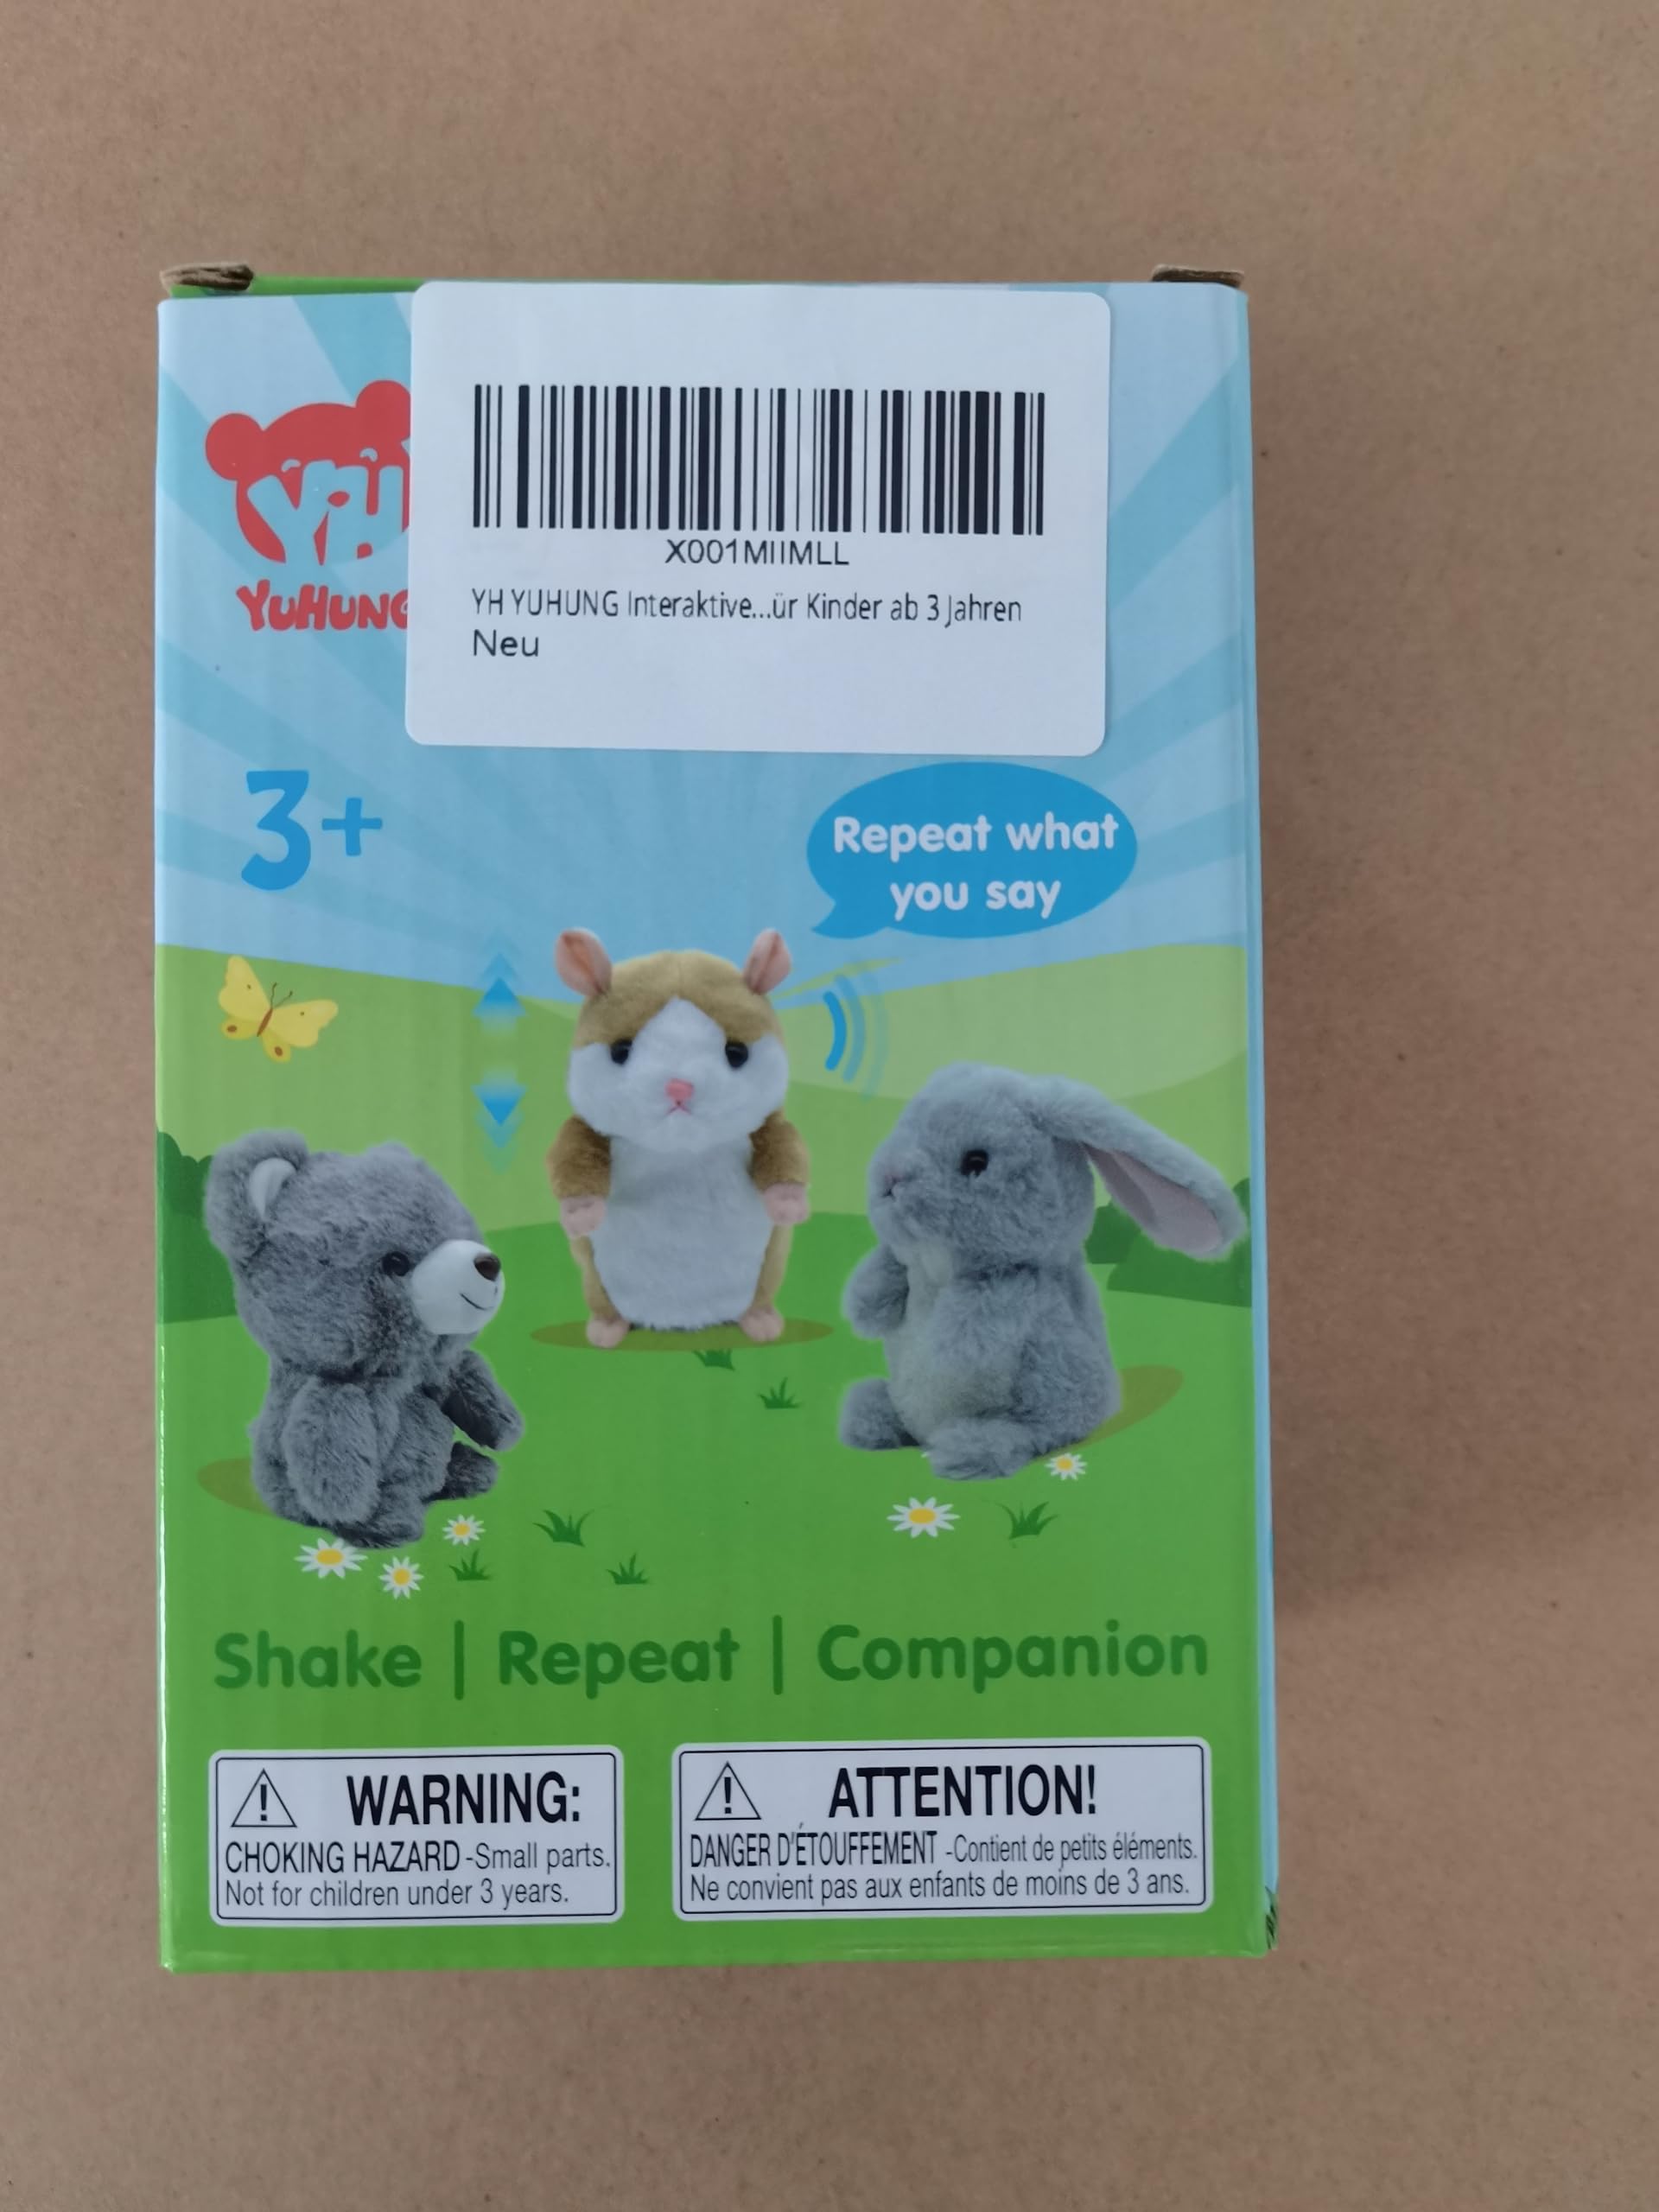 X001MIIMLL
YH YUHUNG Interaktive...ür Kinder ab 3 Jahren
Neu
YH
YUHUNG
3+
Repeat what
you say
Shake | Repeat | Companion
WARNING:
CHOKING HAZARD -Small parts.
Not for children under 3 years.
ATTENTION!
DANGER D'ÉTOUFFEMENT -Contient de petits éléments.
Ne convient pas aux enfants de moins de 3 ans.